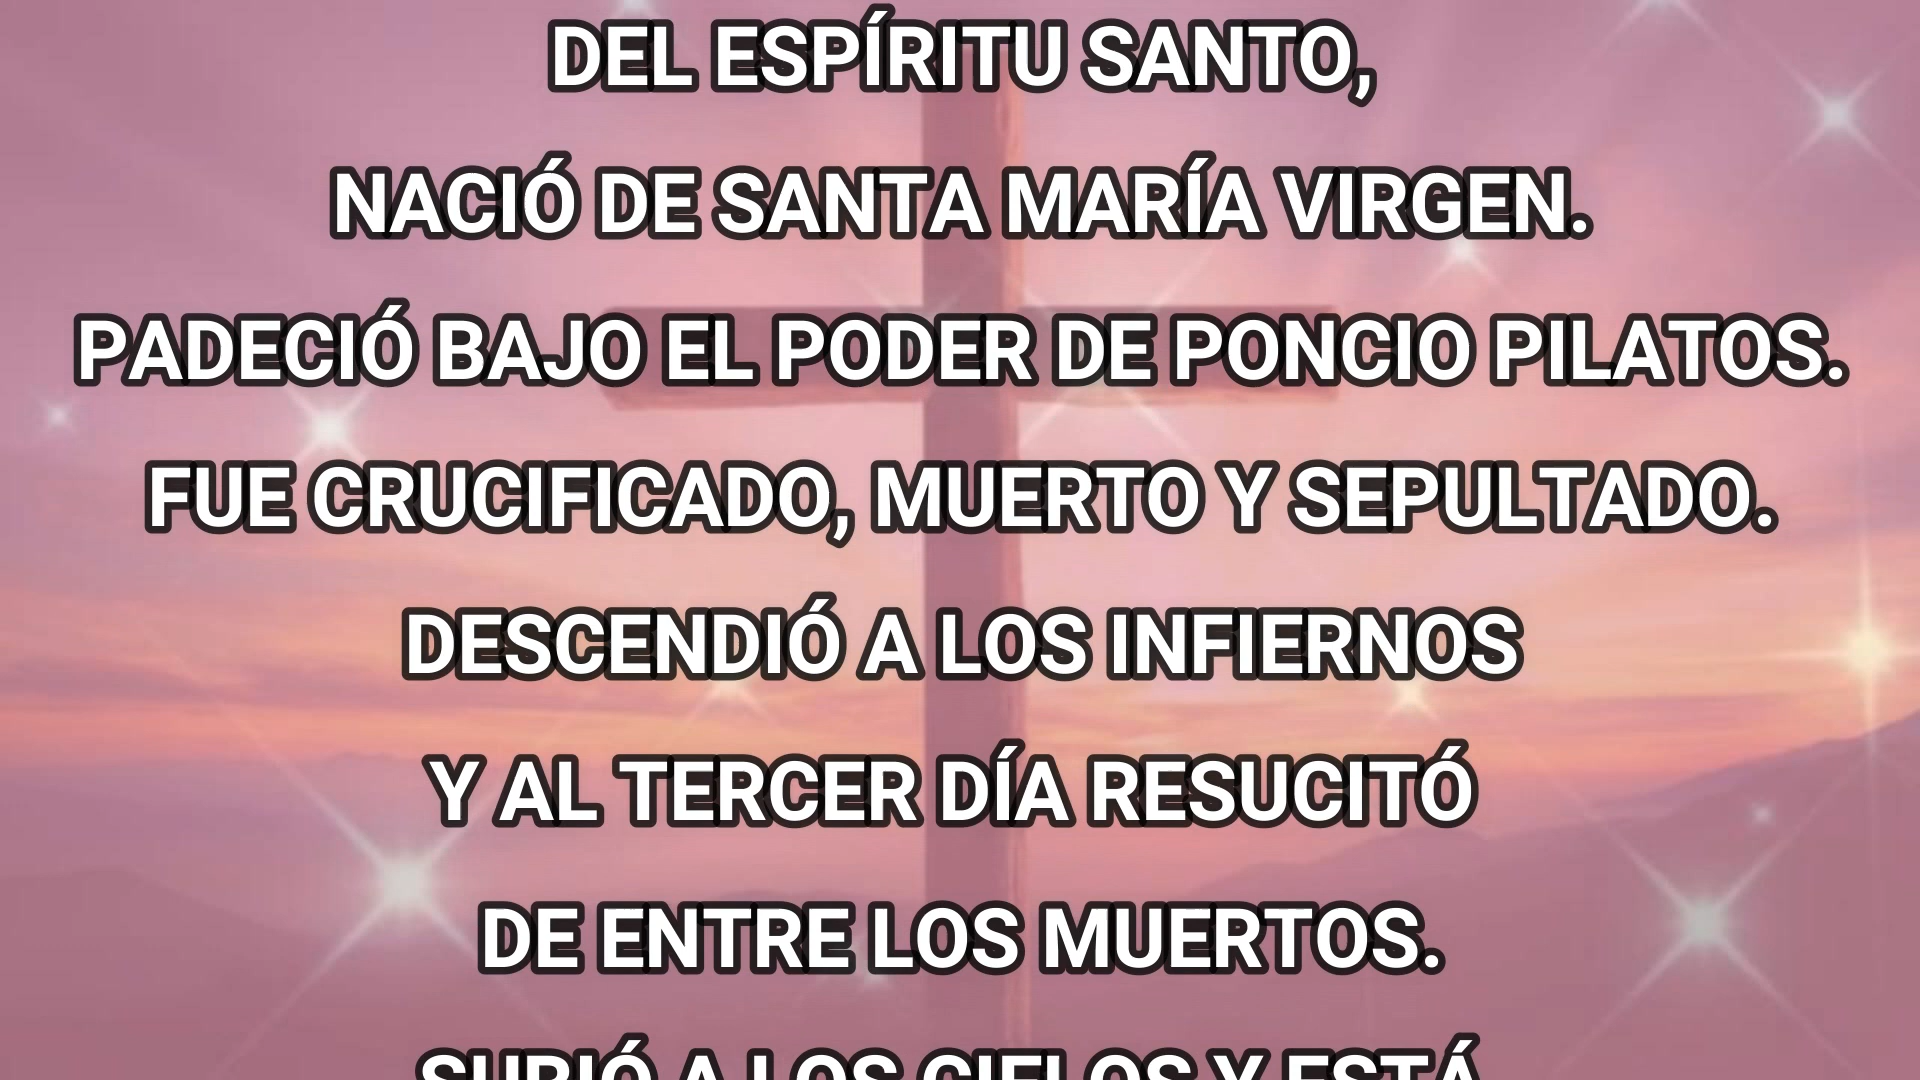 DEL ESPÍRITU SANTO,
NACIÓ DE SANTA MARÍA VIRGEN.
PADECIÓ BAJO EL PODER DE PONCIO PILATOS.
FUE CRUCIFICADO, MUERTO Y SEPULTADO.
DESCENDIÓ A LOS INFIERNOS
Y AL TERCER DÍA RESUCITÓ
DE ENTRE LOS MUERTOS.
SUBIÓ A LOS CIELOS Y ESTÁ